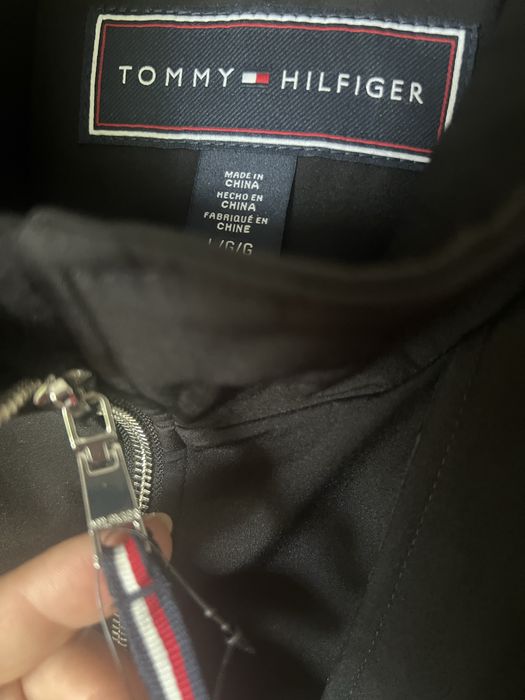 TOMMY HILFIGER
MADE IN
CHINA
HECHO EN
CHINA
FABRIQUÉ EN
CHINE
L/G/G